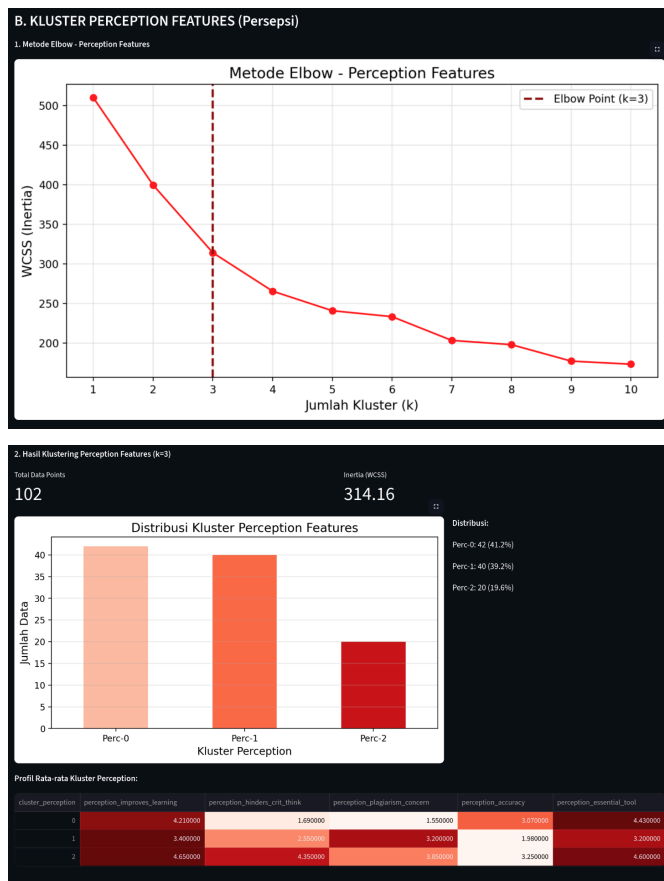 B. KLUSTER PERCEPTION FEATURES (Persepsi)
1. Metode Elbow - Perception Features
Metode Elbow - Perception Features
Elbow Point (k=3)
500
450
400
350
300
250
200
WCSS (Inertia)
1 2 3 4 5 6 7 8 9 10
Jumlah Kluster (k)
2. Hasil Klustering Perception Features (k=3)
Total Data Points Inertia (WCSS)
102 314.16
Distribusi Kluster Perception Features
40
35
30
25
20
15
10
5
0
Jumlah Data
Perc-0 Perc-1 Perc-2
Kluster Perception
Distribusi:
Perc-0: 42 (41.2%)
Perc-1: 40 (39.2%)
Perc-2: 20 (19.6%)
Profil Rata-rata Kluster Perception:
cluster_perception perception_improves_learning perception_hinders_crit_think perception_plagiarism_concern perception_accuracy perception_essential_tool
0 4.210000 1.690000 1.550000 3.070000 4.430000
1 3.400000 2.550000 3.200000 1.980000 3.200000
2 4.650000 4.350000 3.850000 3.250000 4.600000